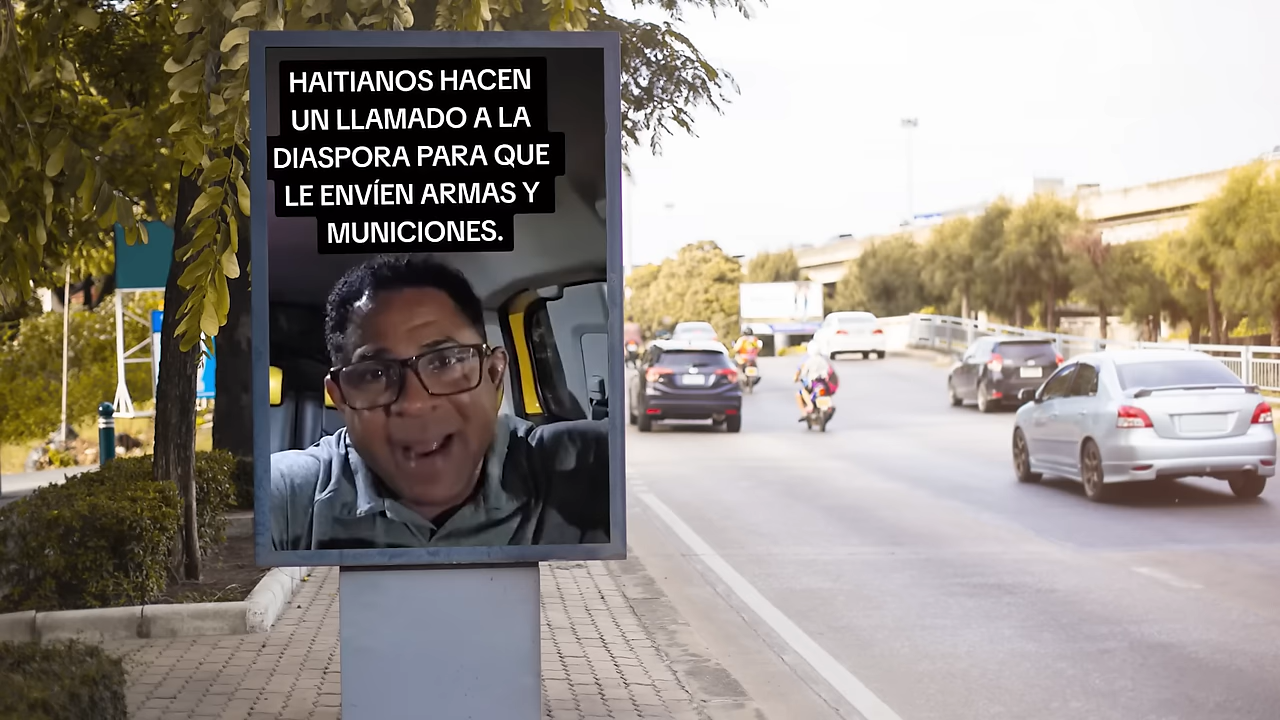 HAITIANOS HACEN
UN LLAMADO A LA
DIASPORA PARA QUE
LE ENVÍEN ARMAS Y
MUNICIONES.